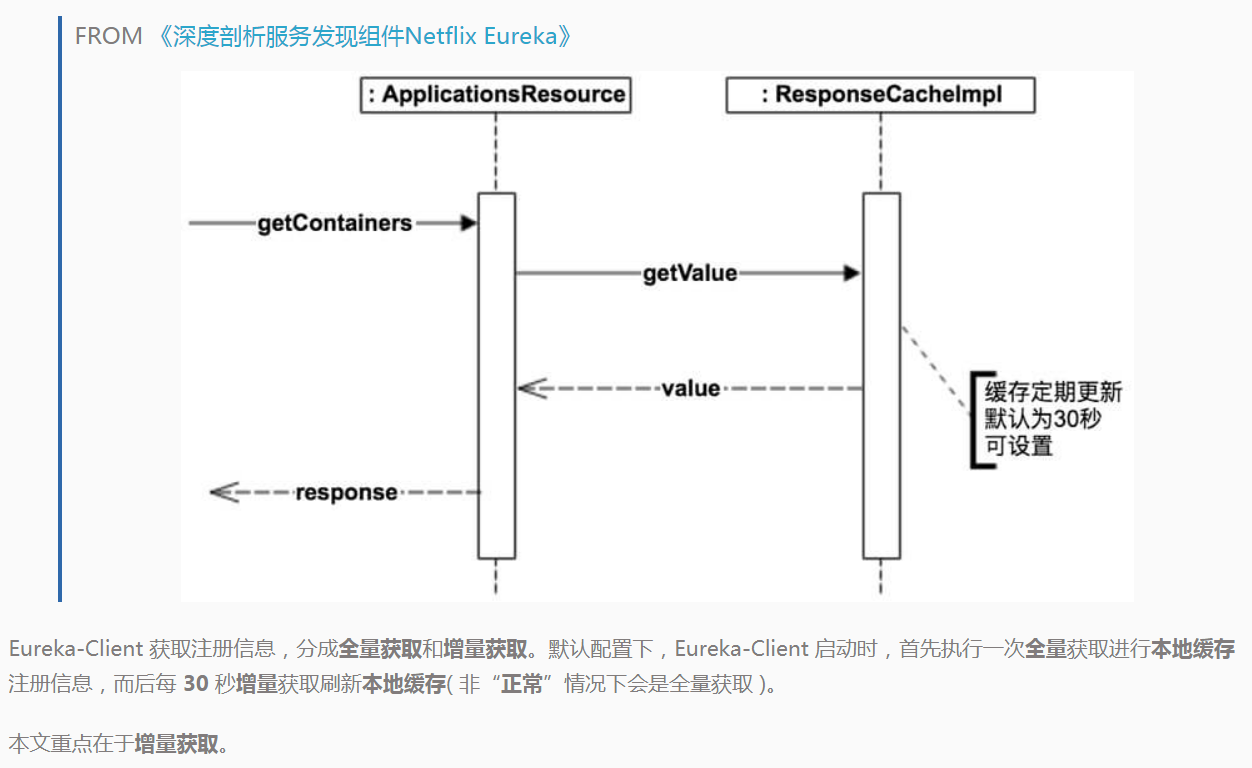 FROM 《深度剖析服务发现组件Netflix Eureka》
: ApplicationsResource
: ResponseCacheImpl
getContainers
getValue
value
缓存定期更新
默认为30秒
可设置
response
Eureka-Client 获取注册信息，分成全量获取和增量获取。默认配置下，Eureka-Client 启动时，首先执行一次全量获取进行本地缓存
注册信息，而后每 30 秒增量获取刷新本地缓存( 非“正常”情况下会是全量获取 )。
本文重点在于增量获取。